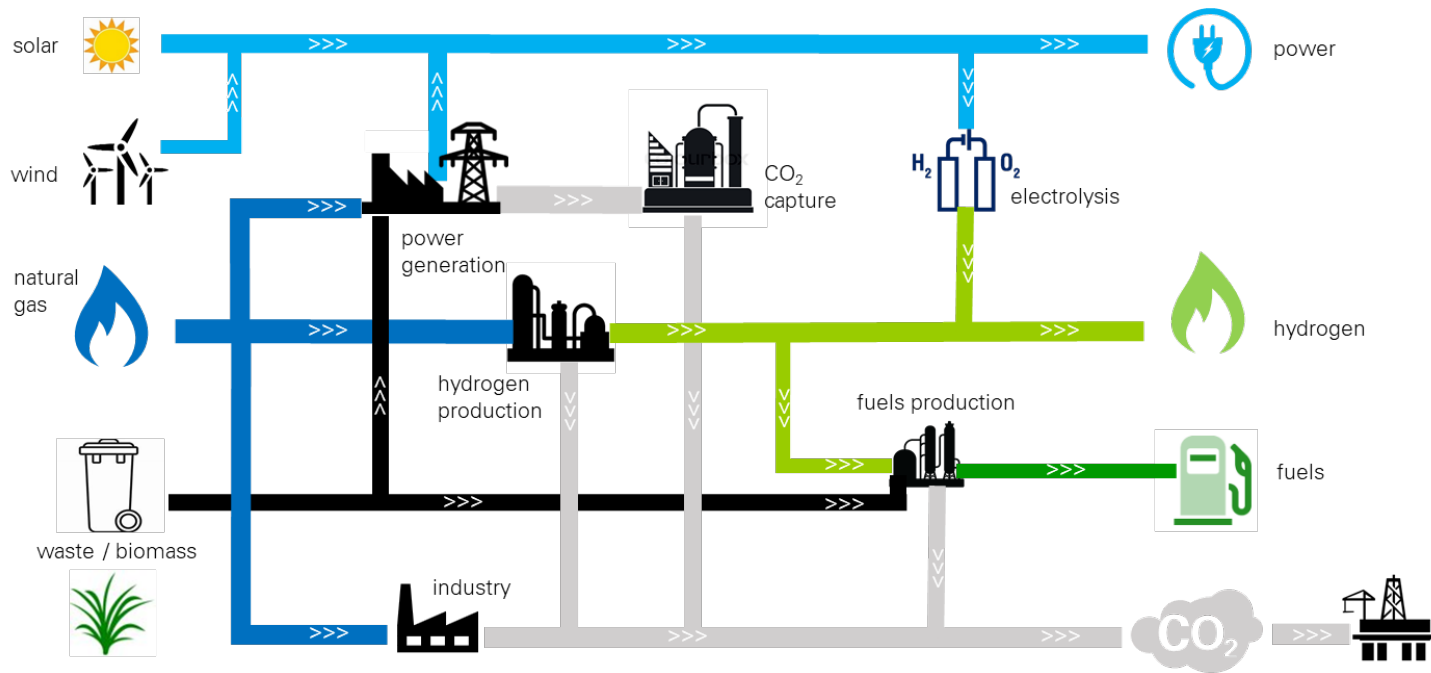 solar
>>>
>>>
>>>
power
>>>
>>>
>>>
wind
H₂
O₂
electrolysis
CO₂
capture
>>>
>>>
power
generation
>>>
natural
gas
>>>
>>>
>>>
hydrogen
hydrogen
production
>>>
>>>
>>>
>>>
fuels production
>>>
>>>
fuels
>>>
>>>
waste / biomass
>>>
industry
>>>
>>>
>>>
CO₂
>>>